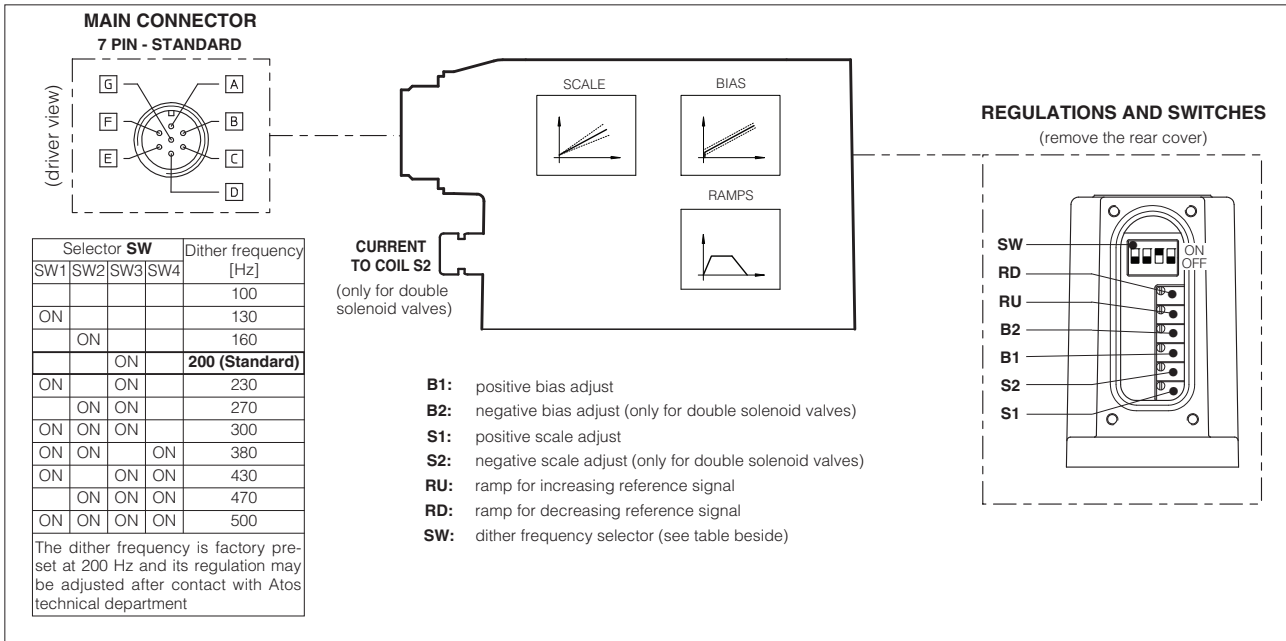 MAIN CONNECTOR
7 PIN - STANDARD
(driver view)
G
A
F
B
E
C
D
SCALE
BIAS
RAMPS
CURRENT
TO COIL S2
(only for double
solenoid valves)
REGULATIONS AND SWITCHES
(remove the rear cover)
SW
ON
OFF
RD
RU
B2
B1
S2
S1
Selector SW Dither frequency
SW1 SW2 SW3 SW4 [Hz]
100
ON 130
ON 160
ON 200 (Standard)
ON ON 230
ON ON 270
ON ON ON 300
ON ON ON 380
ON ON ON 430
ON ON ON 470
ON ON ON ON 500
The dither frequency is factory pre-
set at 200 Hz and its regulation may
be adjusted after contact with Atos
technical department
B1: positive bias adjust
B2: negative bias adjust (only for double solenoid valves)
S1: positive scale adjust
S2: negative scale adjust (only for double solenoid valves)
RU: ramp for increasing reference signal
RD: ramp for decreasing reference signal
SW: dither frequency selector (see table beside)